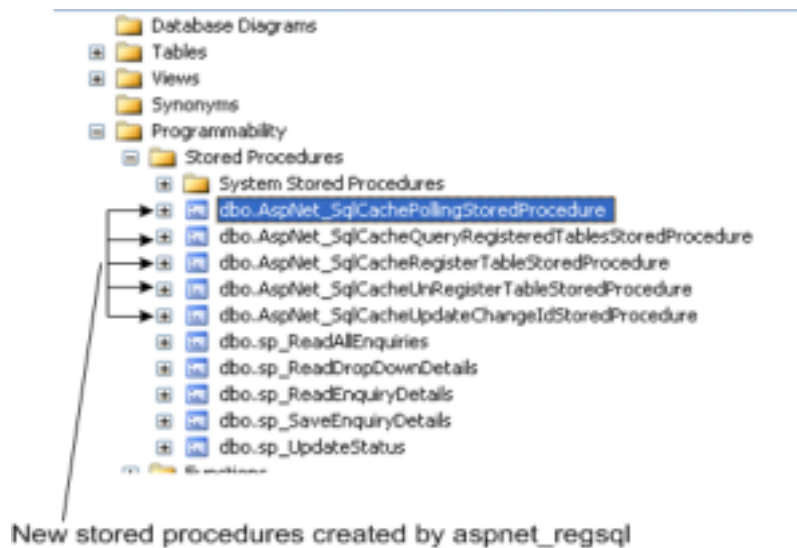 Database Diagrams
Tables
Views
Synonyms
Programmability
Stored Procedures
System Stored Procedures
dbo.AspNet_SqlCachePollingStoredProcedure
dbo.AspNet_SqlCacheQueryRegisteredTablesStoredProcedure
dbo.AspNet_SqlCacheRegisterTableStoredProcedure
dbo.AspNet_SqlCacheUnRegisterTableStoredProcedure
dbo.AspNet_SqlCacheUpdateChangeIdStoredProcedure
dbo.sp_ReadAllEnquiries
dbo.sp_ReadDropDownDetails
dbo.sp_ReadEnquiryDetails
dbo.sp_SaveEnquiryDetails
dbo.sp_UpdateStatus
Functions
New stored procedures created by aspnet_regsql